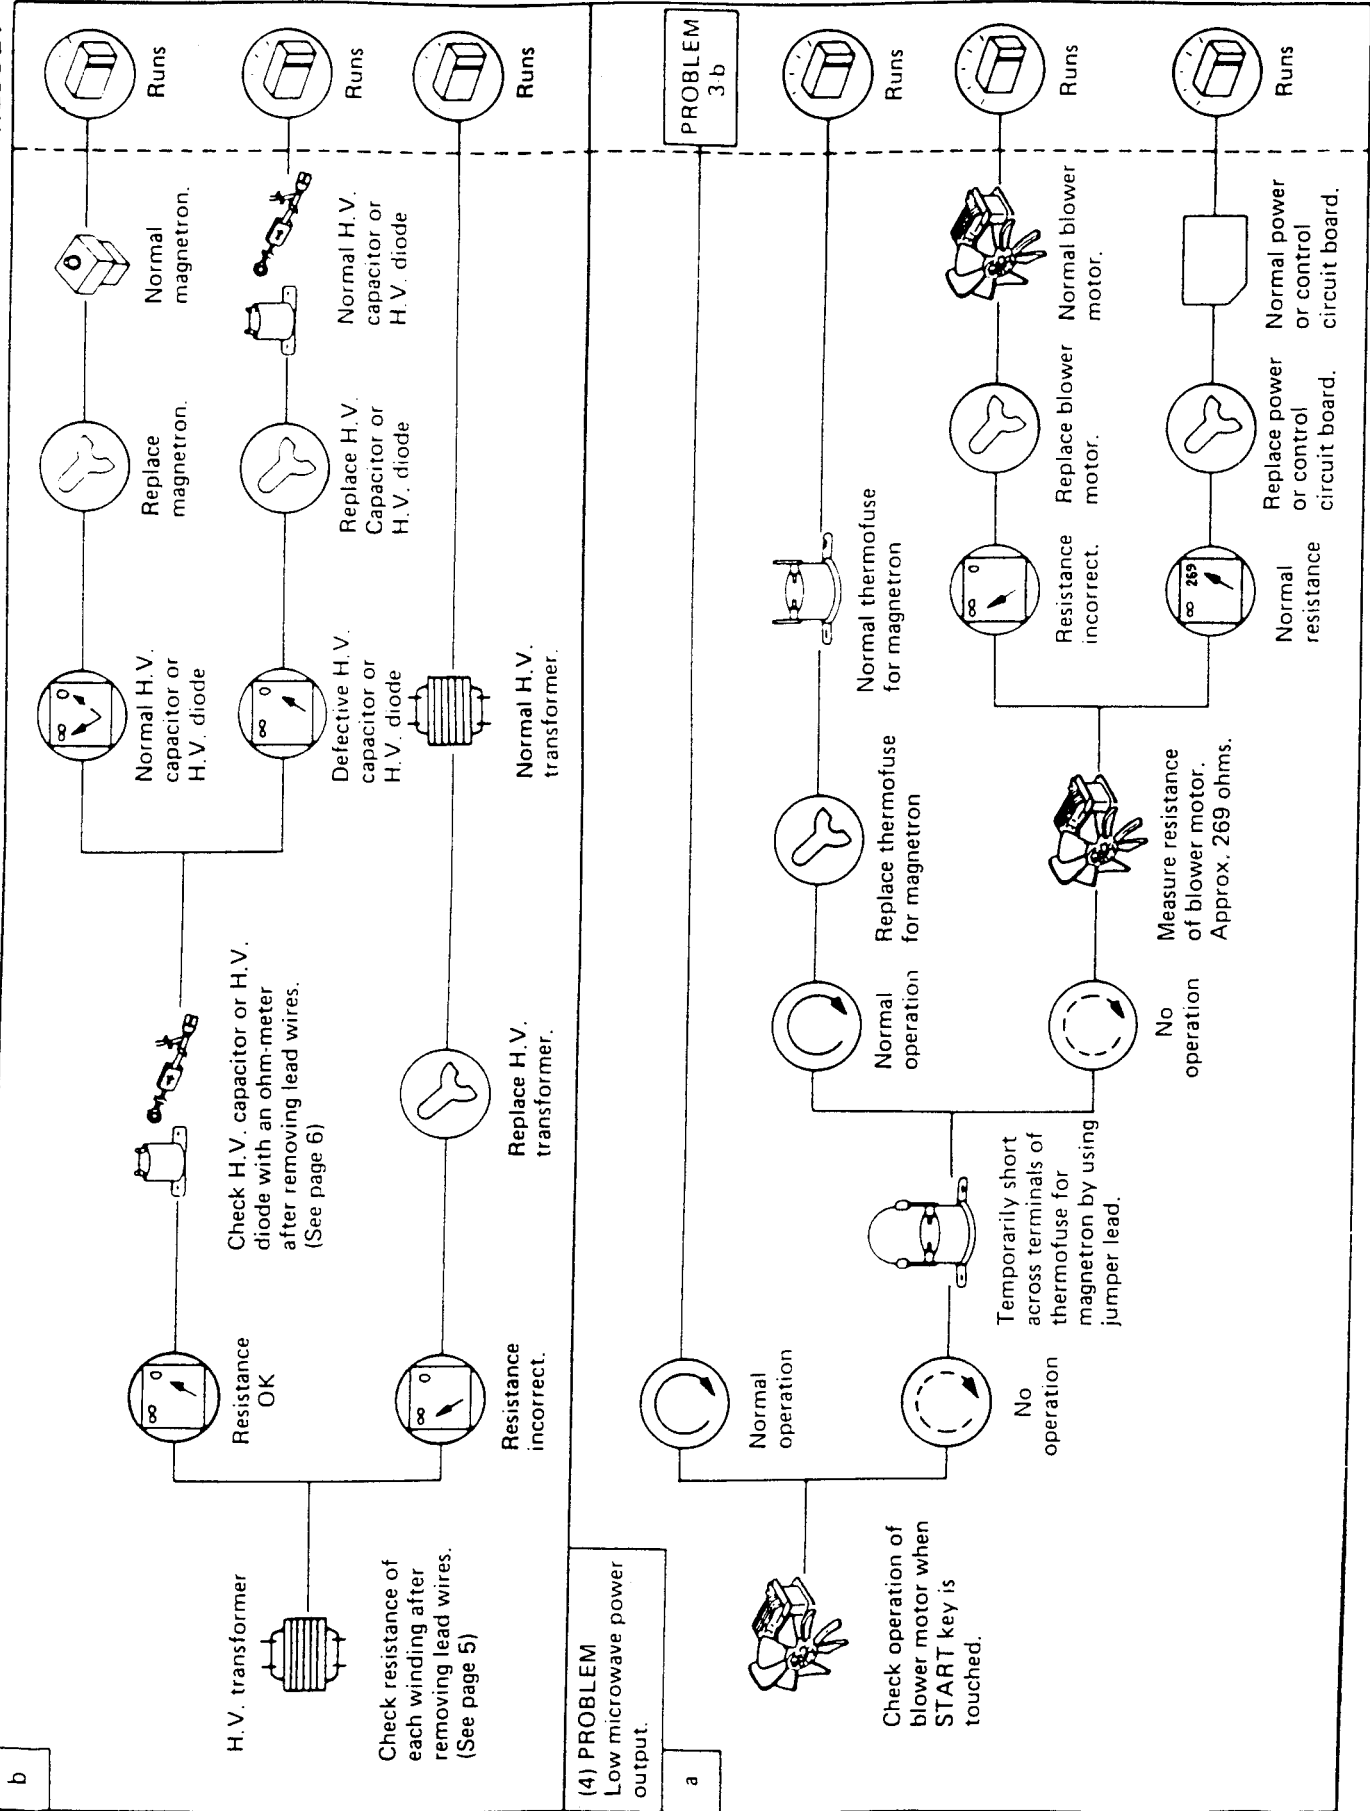 b
H.V. transformer
Check resistance of
each winding after
removing lead wires.
(See page 5)
∞ 0
Resistance
OK
∞ 0
Resistance
incorrect.
Check H.V. capacitor or H.V.
diode with an ohm-meter
after removing lead wires.
(See page 6)
Replace H.V.
transformer.
∞ 0
Normal H.V.
capacitor or
H.V. diode
∞ 0
Defective H.V.
capacitor or
H.V. diode
Normal H.V.
transformer.
Replace
magnetron.
Replace H.V.
Capacitor or
H.V. diode
Normal
magnetron.
Normal H.V.
capacitor or
H.V. diode
Runs
Runs
Runs
(4) PROBLEM
Low microwave power
output.
a
Check operation of
blower motor when
START key is
touched.
Normal
operation
No
operation
Temporarily short
across terminals of
thermofuse for
magnetron by using
jumper lead.
Normal
operation
No
operation
Replace thermofuse
for magnetron
Measure resistance
of blower motor.
Approx. 269 ohms.
Normal thermofuse
for magnetron
∞ 0
Resistance
incorrect.
∞ 269
Normal
resistance
Replace blower
motor.
Replace power
or control
circuit board.
Normal blower
motor.
Normal power
or control
circuit board.
PROBLEM
3-b
Runs
Runs
Runs